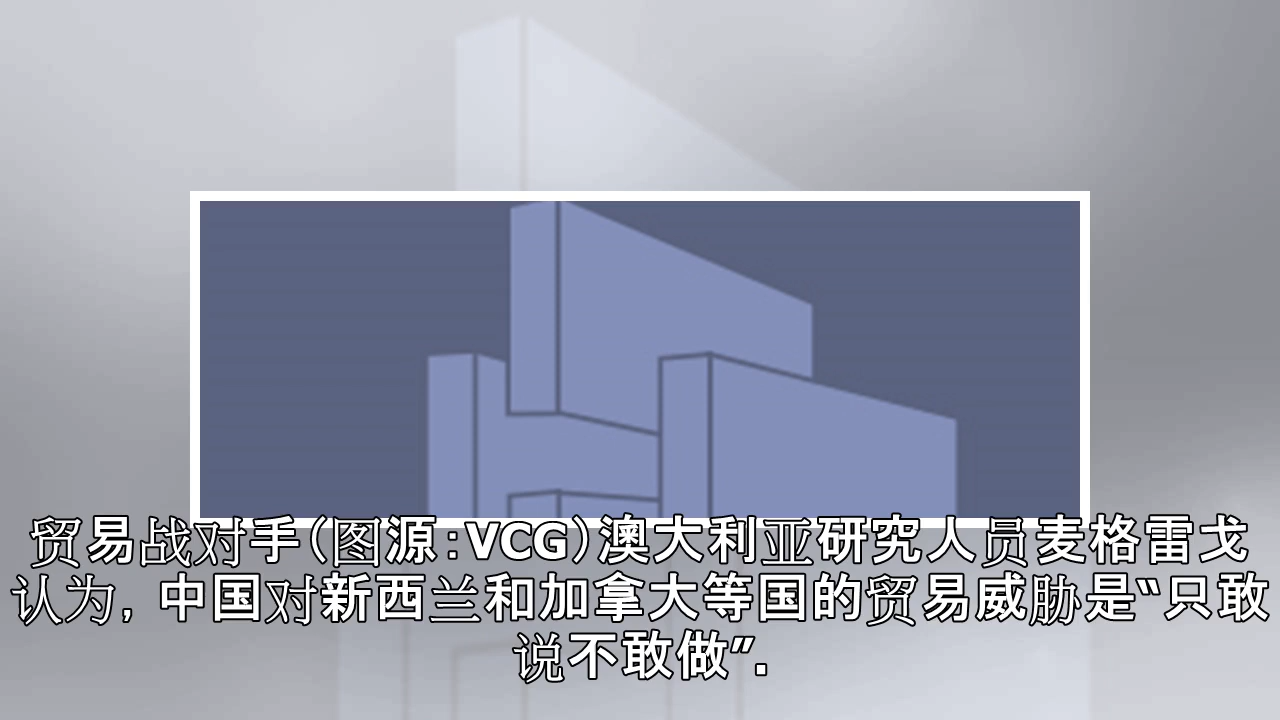 贸易战对手(图源:VCG)澳大利亚研究人员麦格雷戈
认为, 中国对新西兰和加拿大等国的贸易威胁是“只敢
说不敢做”.